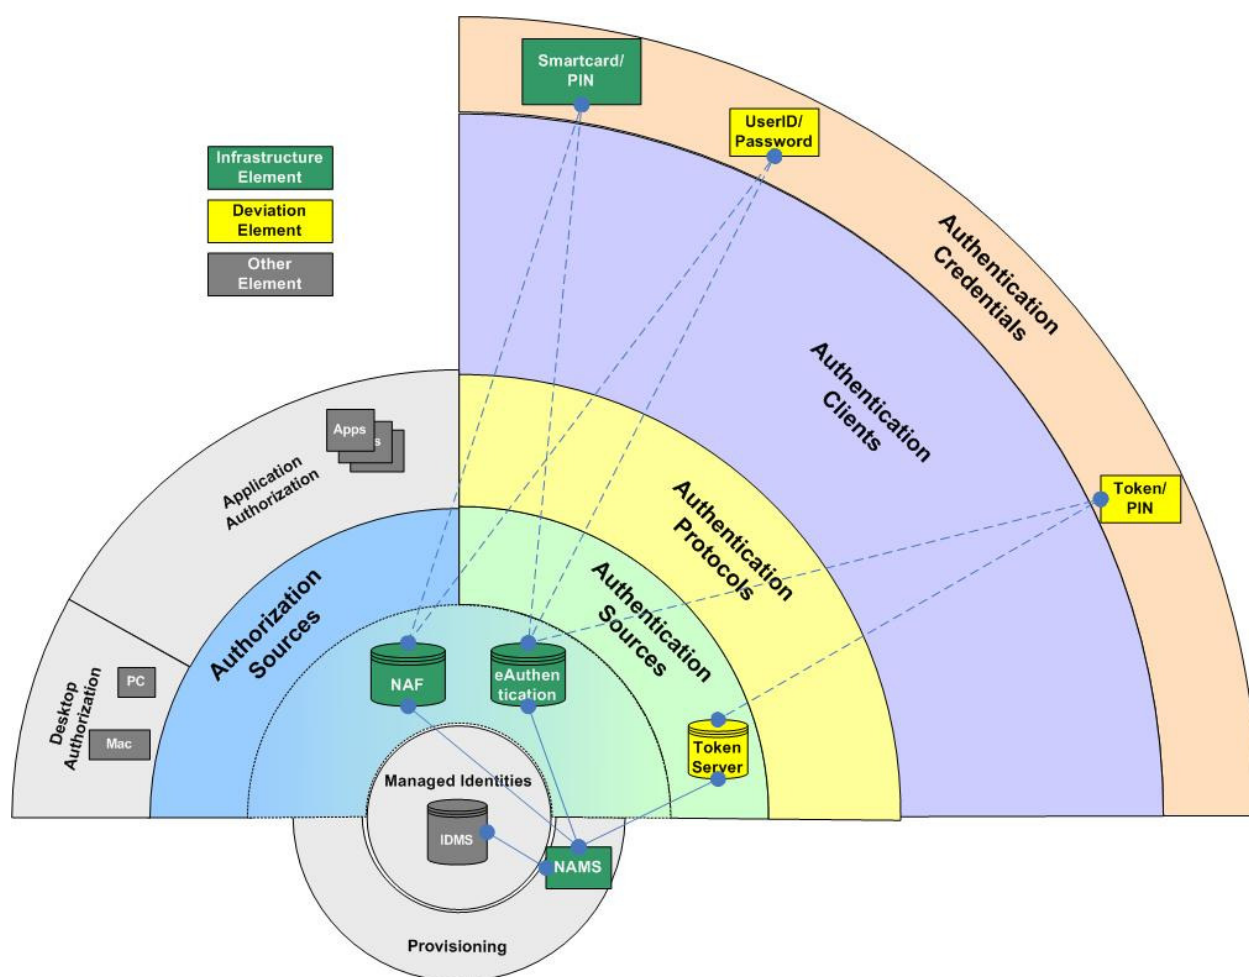 Smartcard/
PIN
UserID/
Password
Infrastructure
Element
Deviation
Element
Other
Element
Authentication
Credentials
Authentication
Clients
Token/
PIN
Apps
s
Application
Authorization
Authentication
Protocols
Authorization
Sources
Authentication
Sources
Desktop
Authorization
PC
Mac
NAF
eAuthen
tication
Token
Server
Managed Identities
IDMS
NAMS
Provisioning